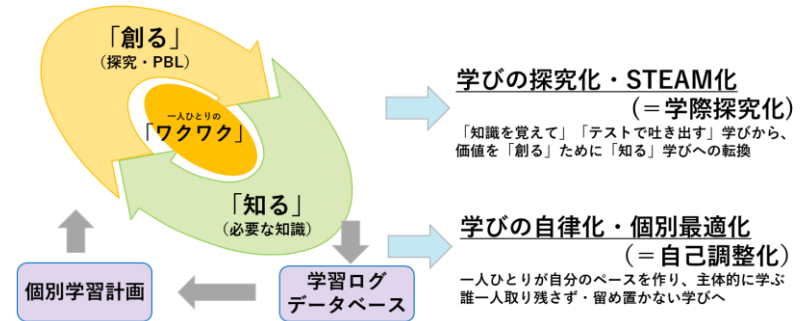 「創る」
（探究・PBL）
一人ひとりの
「ワクワク」
「知る」
（必要な知識）
個別学習計画
学習ログ
データベース
学びの探究化・STEAM化
（＝学際探究化）
「知識を覚えて」「テストで吐き出す」学びから、
価値を「創る」ために「知る」学びへの転換
学びの自律化・個別最適化
（＝自己調整化）
一人ひとりが自分のペースを作り、主体的に学ぶ
誰一人取り残さず・留め置かない学びへ